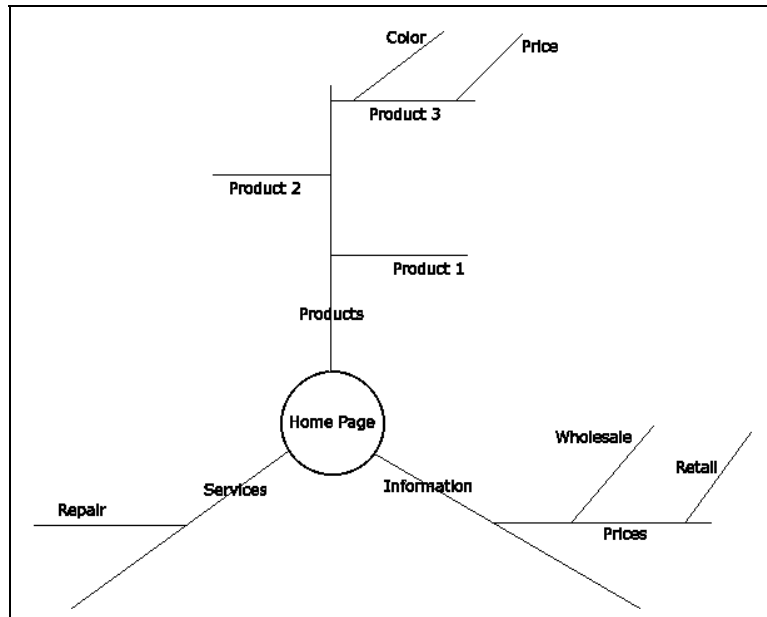 Color
Price
Product 3
Product 2
Product 1
Products
Home Page
Wholesale
Retail
Services
Information
Repair
Prices